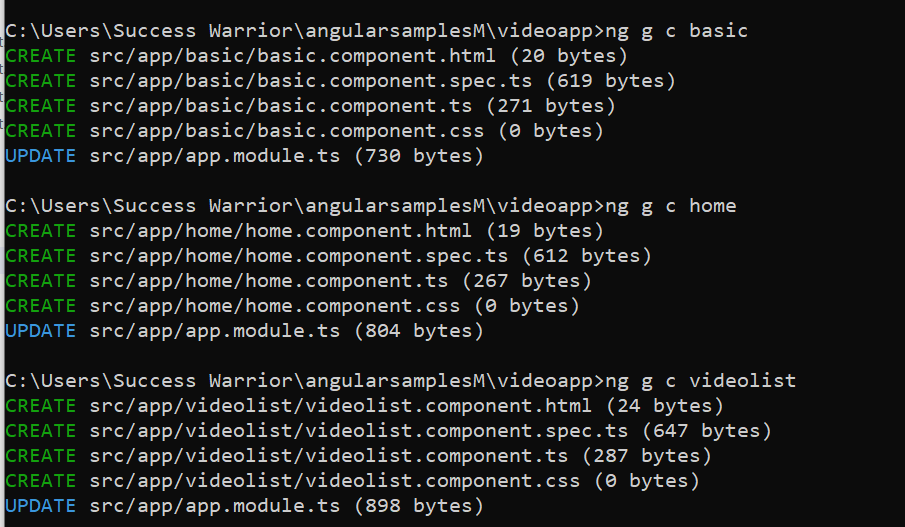 C:\Users\Success Warrior\angularsamplesM\videoapp>ng g c basic
CREATE src/app/basic/basic.component.html (20 bytes)
CREATE src/app/basic/basic.component.spec.ts (619 bytes)
CREATE src/app/basic/basic.component.ts (271 bytes)
CREATE src/app/basic/basic.component.css (0 bytes)
UPDATE src/app/app.module.ts (730 bytes)
C:\Users\Success Warrior\angularsamplesM\videoapp>ng g c home
CREATE src/app/home/home.component.html (19 bytes)
CREATE src/app/home/home.component.spec.ts (612 bytes)
CREATE src/app/home/home.component.ts (267 bytes)
CREATE src/app/home/home.component.css (0 bytes)
UPDATE src/app/app.module.ts (804 bytes)
C:\Users\Success Warrior\angularsamplesM\videoapp>ng g c videolist
CREATE src/app/videolist/videolist.component.html (24 bytes)
CREATE src/app/videolist/videolist.component.spec.ts (647 bytes)
CREATE src/app/videolist/videolist.component.ts (287 bytes)
CREATE src/app/videolist/videolist.component.css (0 bytes)
UPDATE src/app/app.module.ts (898 bytes)